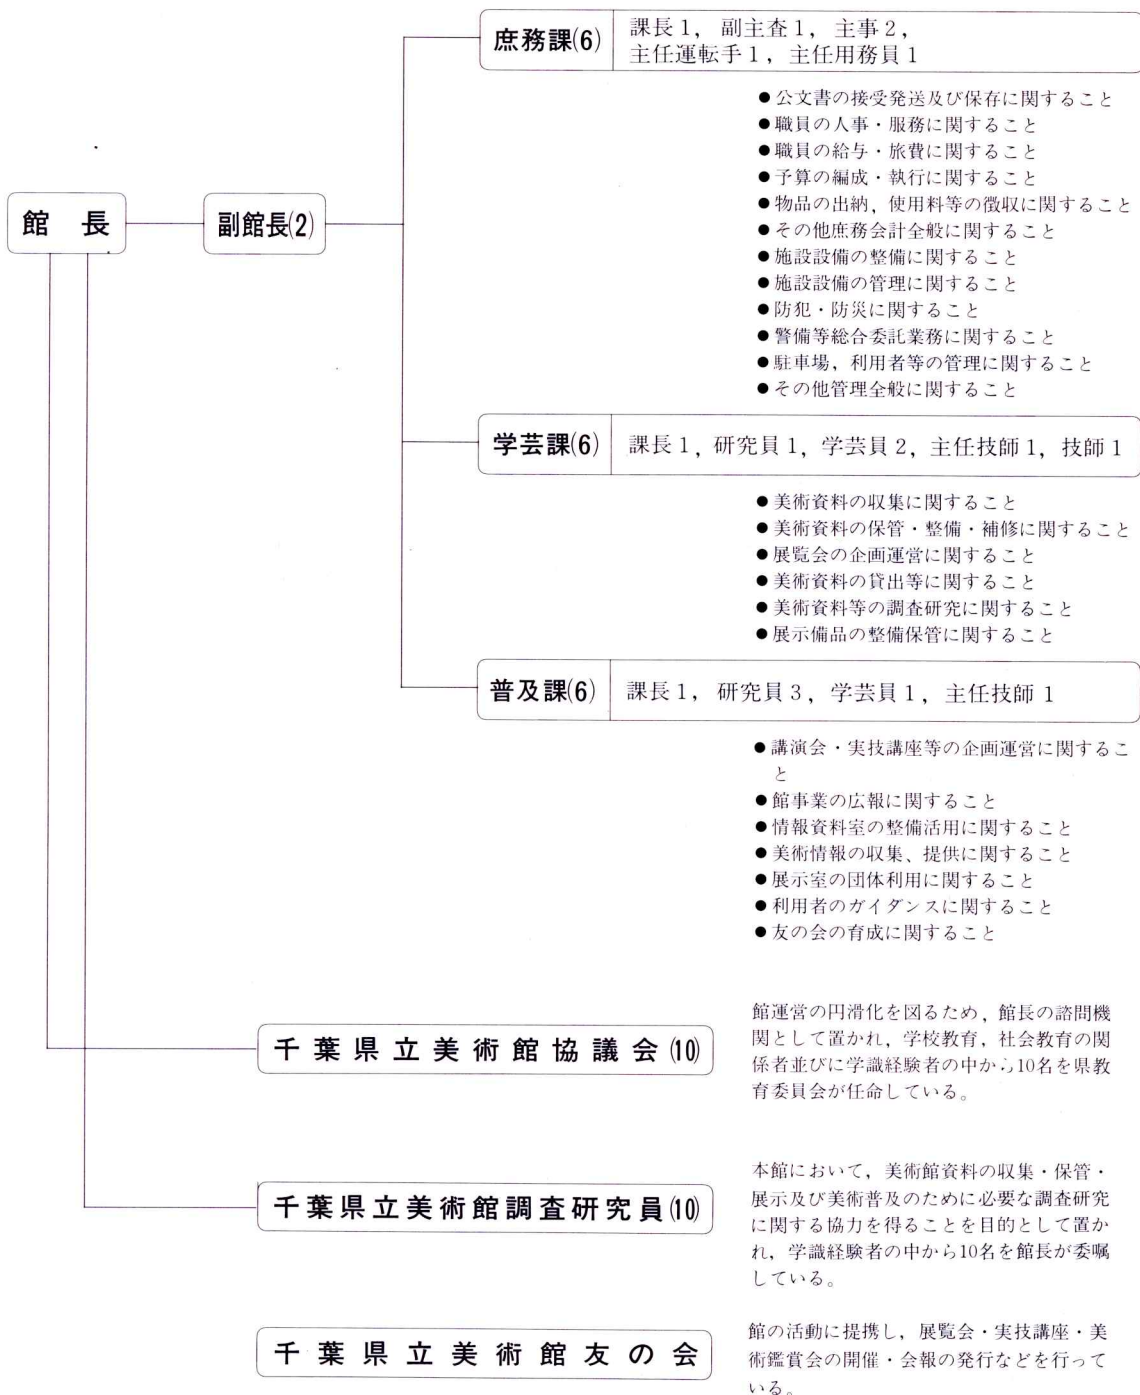 庶務課(6) 課長1，副主査1，主事2，
主任運転手1，主任用務員1
●公文書の接受発送及び保存に関すること
●職員の人事・服務に関すること
●職員の給与・旅費に関すること
●予算の編成・執行に関すること
●物品の出納，使用料等の徴収に関すること
●その他庶務会計全般に関すること
●施設設備の整備に関すること
●施設設備の管理に関すること
●防犯・防災に関すること
●警備等総合委託業務に関すること
●駐車場，利用者等の管理に関すること
●その他管理全般に関すること
館長
副館長(2)
学芸課(6) 課長1，研究員1，学芸員2，主任技師1，技師1
●美術資料の収集に関すること
●美術資料の保管・整備・補修に関すること
●展覧会の企画運営に関すること
●美術資料の貸出等に関すること
●美術資料等の調査研究に関すること
●展示備品の整備保管に関すること
普及課(6) 課長1，研究員3，学芸員1，主任技師1
●講演会・実技講座等の企画運営に関するこ
と
●館事業の広報に関すること
●情報資料室の整備活用に関すること
●美術情報の収集、提供に関すること
●展示室の団体利用に関すること
●利用者のガイダンスに関すること
●友の会の育成に関すること
千葉県立美術館協議会(10)
館運営の円滑化を図るため，館長の諮問機
関として置かれ，学校教育，社会教育の関
係者並びに学識経験者の中から10名を県教
育委員会が任命している。
千葉県立美術館調査研究員(10)
本館において，美術館資料の収集・保管・
展示及び美術普及のために必要な調査研究
に関する協力を得ることを目的として置か
れ，学識経験者の中から10名を館長が委嘱
している。
千葉県立美術館友の会
館の活動に提携し，展覧会・実技講座・美
術鑑賞会の開催・会報の発行などを行って
いる。